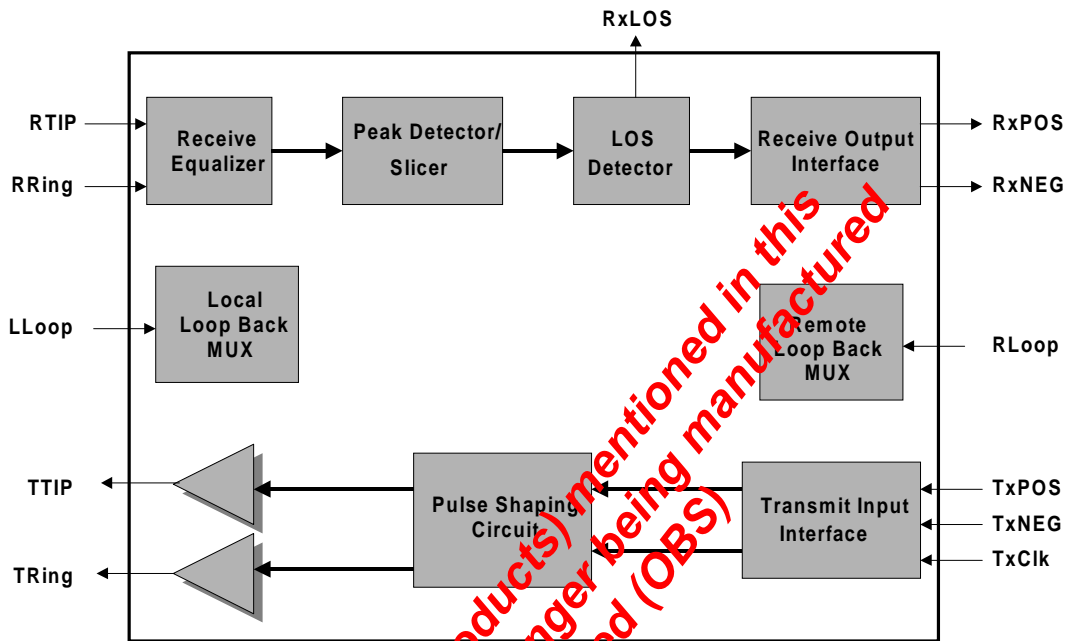 RxLOS
RTIP
RRing
Receive
Equalizer
Peak Detector/
Slicer
LOS
Detector
Receive Output
Interface
RxPOS
RxNEG
LLoop
Local
Loop Back
MUX
Remote
Loop Back
MUX
RLoop
TTIP
TRing
Pulse Shaping
Circuit
Transmit Input
Interface
TxPOS
TxNEG
TxClk
mentioned in this
being manufactured
(OBS)